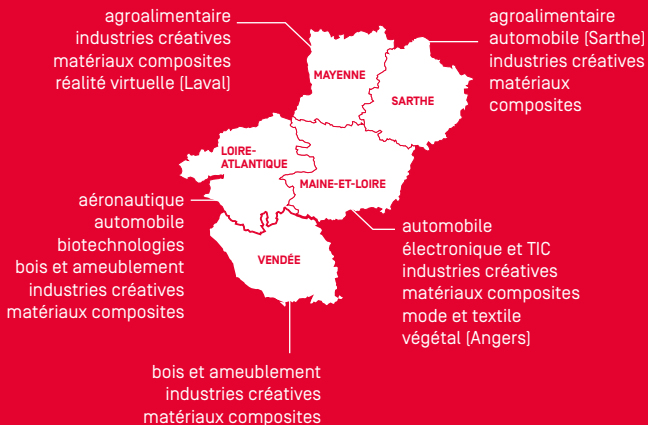 agroalimentaire
industries créatives
matériaux composites
réalité virtuelle (Laval)
agroalimentaire
automobile (Sarthe)
industries créatives
matériaux
composites
MAYENNE
SARTHE
LOIRE-
ATLANTIQUE
MAINE-ET-LOIRE
VENDÉE
aéronautique
automobile
biotechnologies
bois et ameublement
industries créatives
matériaux composites
automobile
électronique et TIC
industries créatives
matériaux composites
mode et textile
végétal (Angers)
bois et ameublement
industries créatives
matériaux composites